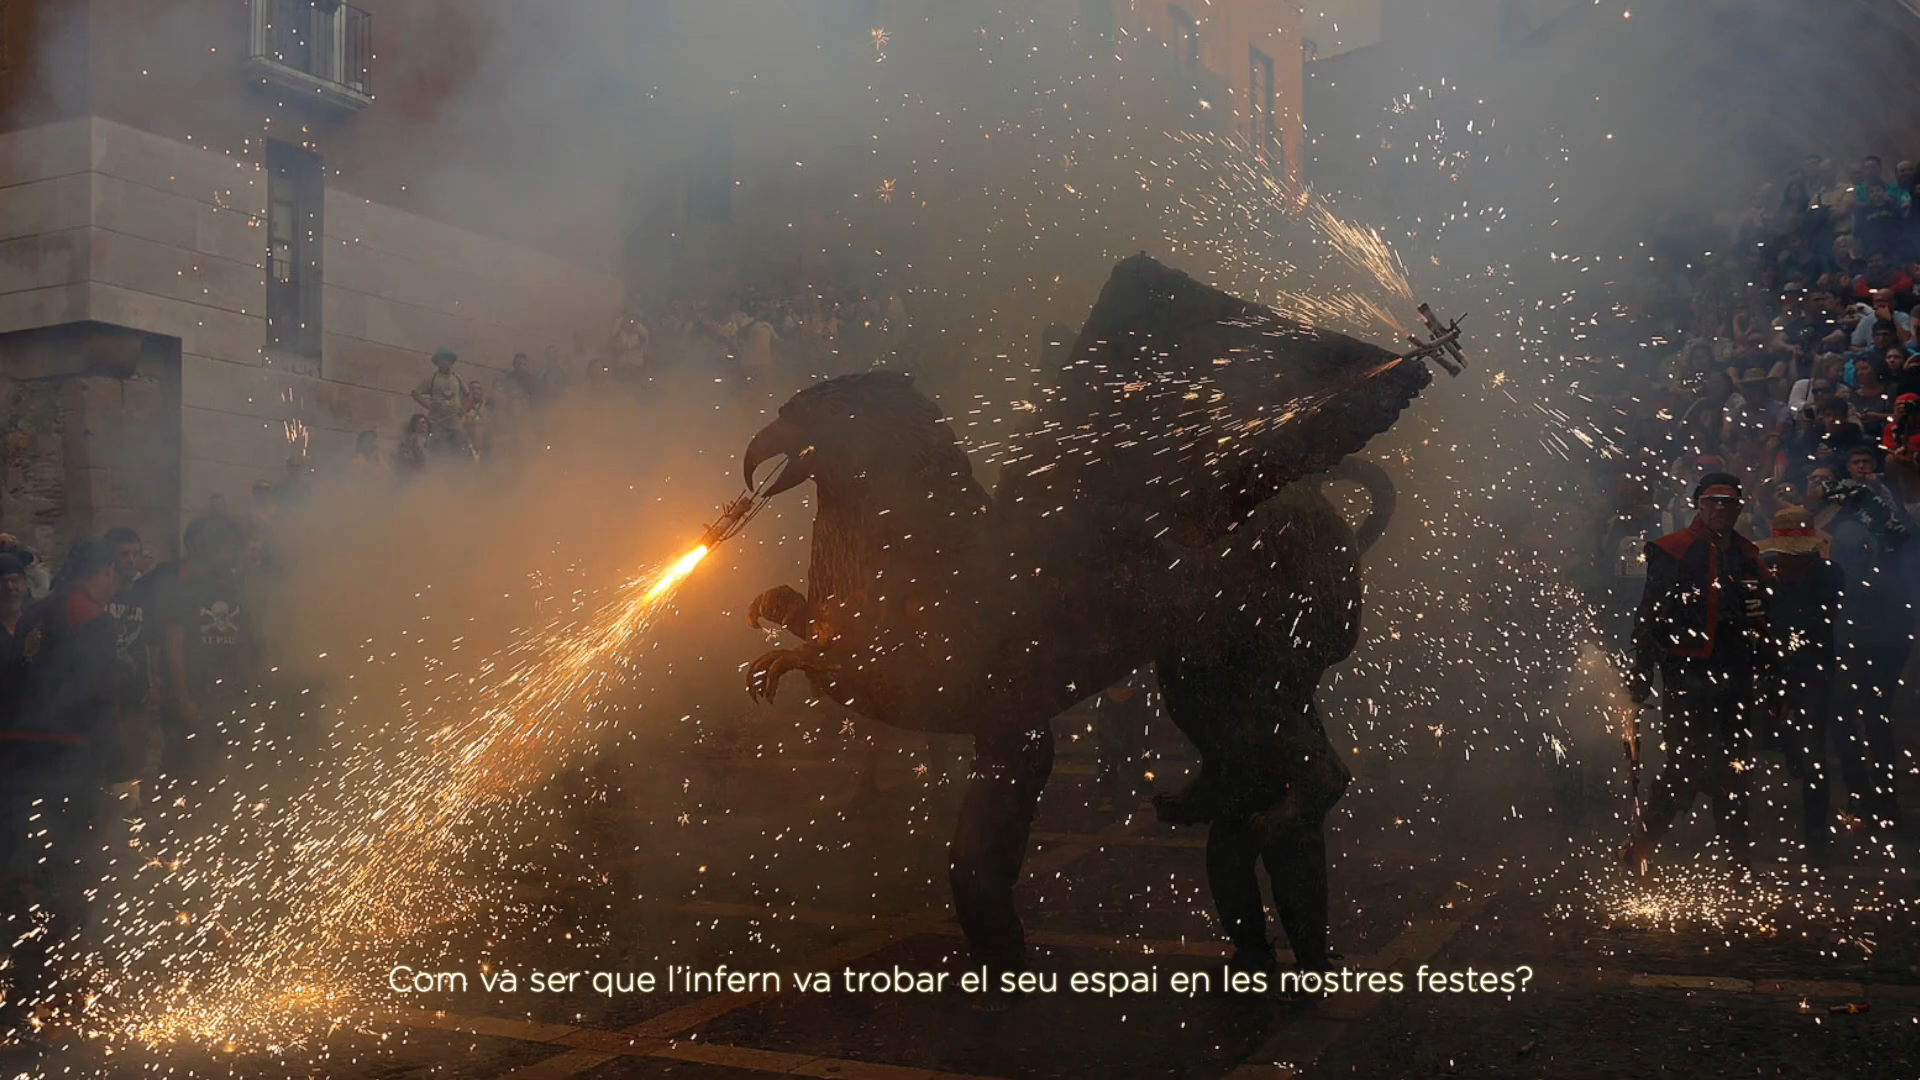 Com va ser que l’infern va trobar el seu espai en les nostres festes?